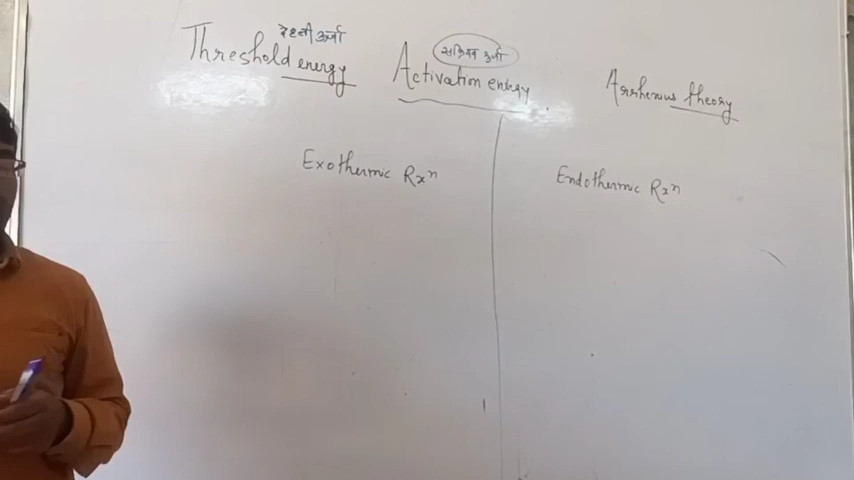 Threshold energy
देहली ऊर्जा
Activation energy
सक्रियण ऊर्जा
Arrhenius theory
Exothermic Rxn
Endothermic Rxn